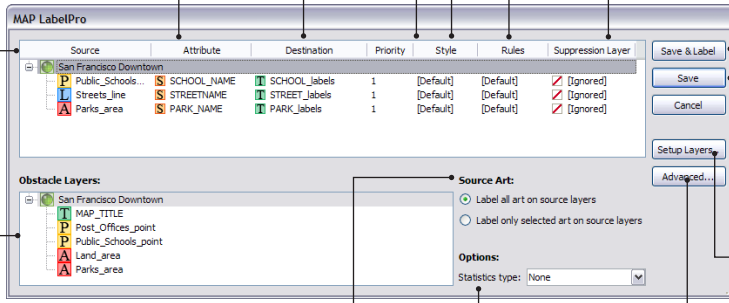 MAP LabelPro
Source Attribute Destination Priority Style Rules Suppression Layer
San Francisco Downtown
P Public_Schools... S SCHOOL_NAME T SCHOOL_labels 1 [Default] [Default] [Ignored]
L Streets_line S STREETNAME T STREET_labels 1 [Default] [Default] [Ignored]
A Parks_area S PARK_NAME T PARK_labels 1 [Default] [Default] [Ignored]
Save & Label
Save
Cancel
Setup Layers...
Advanced...
Obstacle Layers:
San Francisco Downtown
T MAP_TITLE
P Post_Offices_point
P Public_Schools_point
A Land_area
A Parks_area
Source Art:
Label all art on source layers
Label only selected art on source layers
Options:
Statistics type: None